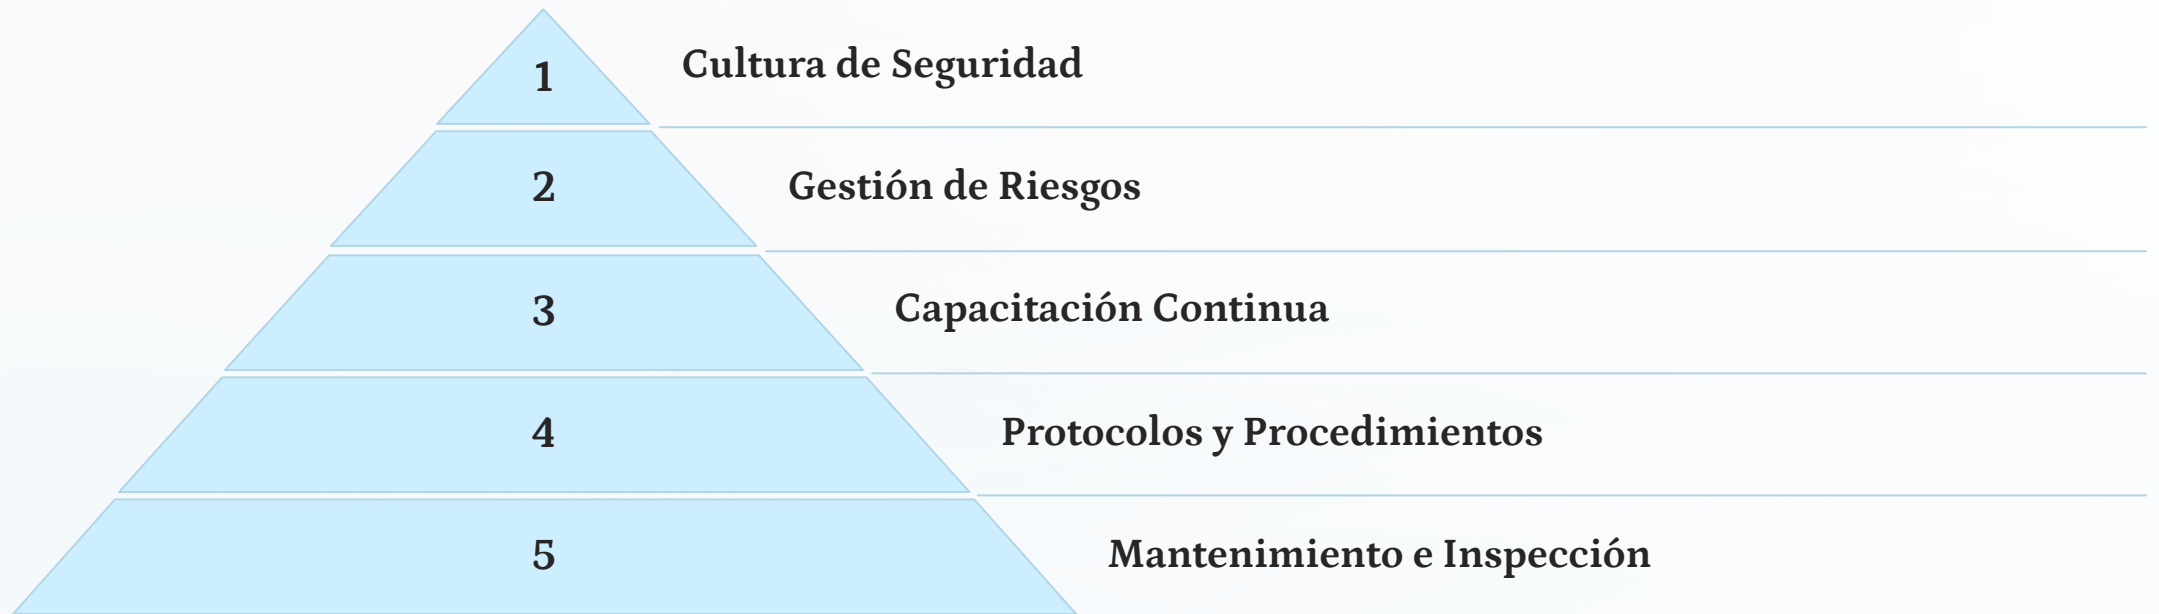 1
Cultura de Seguridad
2
Gestión de Riesgos
3
Capacitación Continua
4
Protocolos y Procedimientos
5
Mantenimiento e Inspección